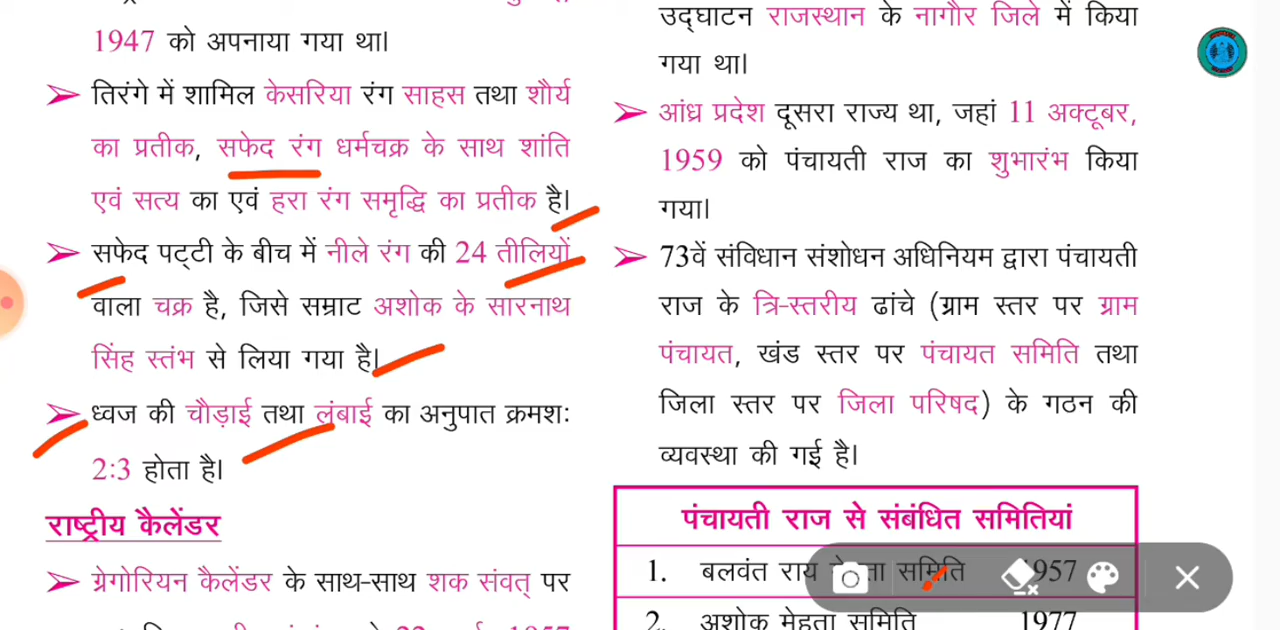 1947 को अपनाया गया था।
➢ तिरंगे में शामिल केसरिया रंग साहस तथा शौर्य
का प्रतीक, सफेद रंग धर्मचक्र के साथ शांति
एवं सत्य का एवं हरा रंग समृद्धि का प्रतीक है।
➢ सफेद पट्टी के बीच में नीले रंग की 24 तीलियों
वाला चक्र है, जिसे सम्राट अशोक के सारनाथ
सिंह स्तंभ से लिया गया है।
➢ ध्वज की चौड़ाई तथा लंबाई का अनुपात क्रमशः
2:3 होता है।
राष्ट्रीय कैलेंडर
➢ ग्रेगोरियन कैलेंडर के साथ-साथ शक संवत् पर
उद्घाटन राजस्थान के नागौर जिले में किया
गया था।
➢ आंध्र प्रदेश दूसरा राज्य था, जहां 11 अक्टूबर,
1959 को पंचायती राज का शुभारंभ किया
गया।
➢ 73वें संविधान संशोधन अधिनियम द्वारा पंचायती
राज के त्रि-स्तरीय ढांचे (ग्राम स्तर पर ग्राम
पंचायत, खंड स्तर पर पंचायत समिति तथा
जिला स्तर पर जिला परिषद) के गठन की
व्यवस्था की गई है।
पंचायती राज से संबंधित समितियां
1. बलवंत राय समिति 1957
2. अशोक मेहता समिति 1977